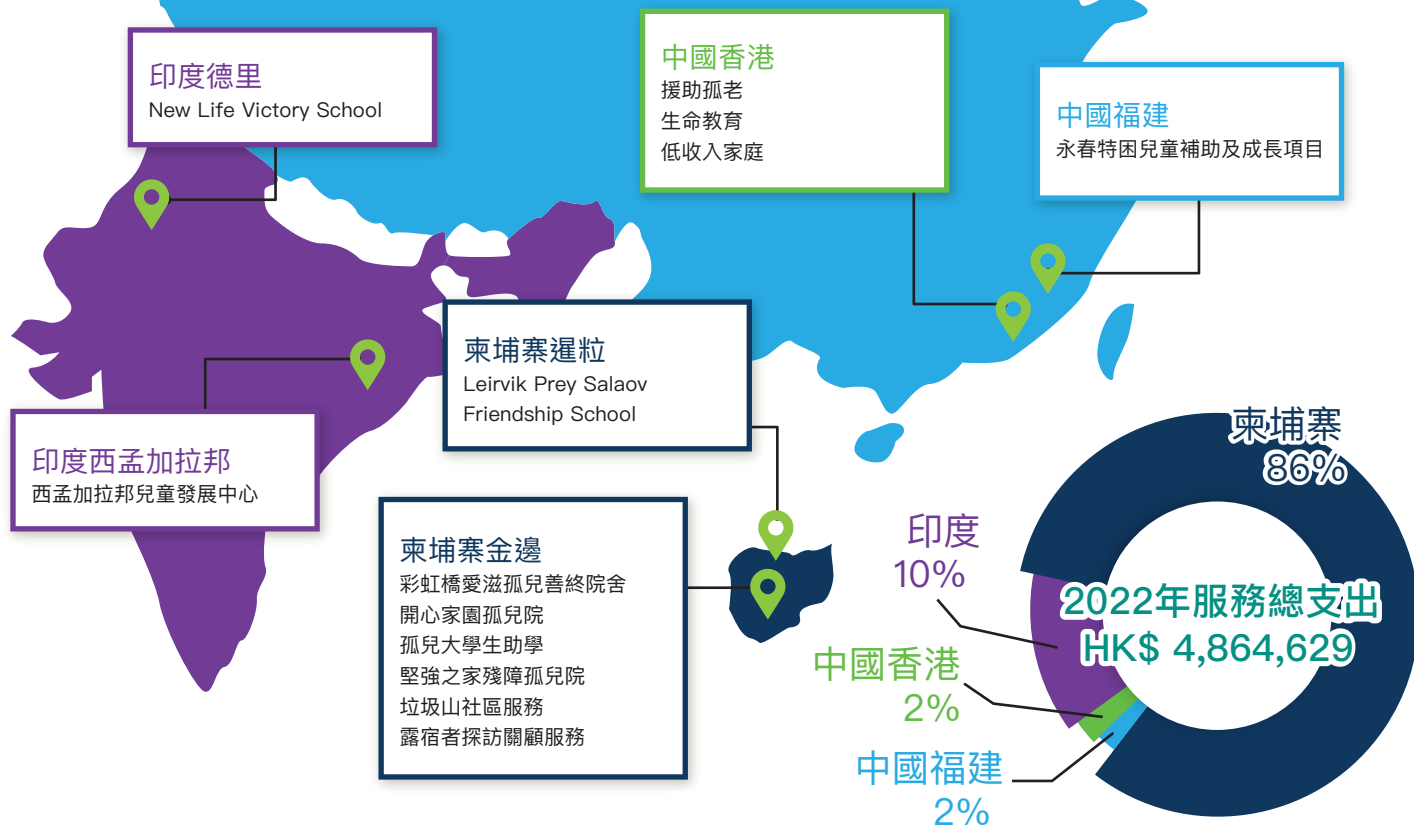 印度德里
New Life Victory School
中國香港
援助孤老
生命教育
低收入家庭
中國福建
永春特困兒童補助及成長項目
柬埔寨暹粒
Leirvik Prey Salaov
Friendship School
印度西孟加拉邦
西孟加拉邦兒童發展中心
柬埔寨金邊
彩虹橋愛滋孤兒善終院舍
開心家園孤兒院
孤兒大學生助學
堅強之家殘障孤兒院
垃圾山社區服務
露宿者探訪關顧服務
柬埔寨
86%
印度
10%
2022年服務總支出
HK$ 4,864,629
中國香港
2%
中國福建
2%